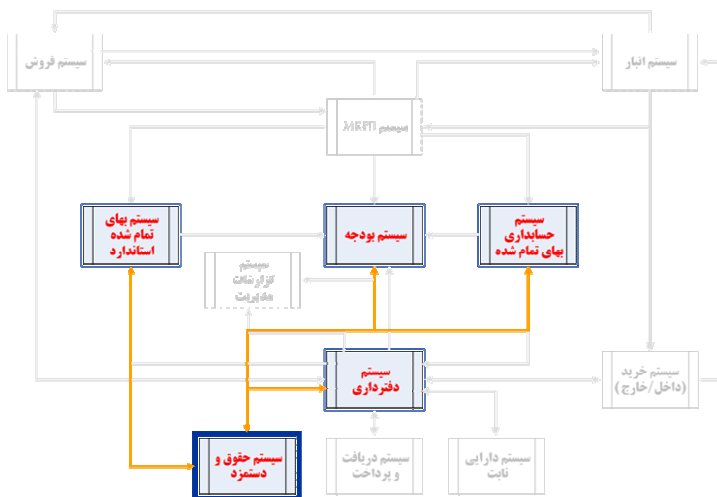 سیستم انبار
سیستم فروش
سیستم MRPII
سیستم
حسابداری
بهای تمام شده
سیستم بودجه
سیستم بهای
تمام شده
استاندارد
سیستم
گزارشات
مدیریت
سیستم خرید
(داخل/خارج)
سیستم
دفترداری
سیستم دارایی
ثابت
سیستم دریافت
و پرداخت
سیستم حقوق و
دستمزد